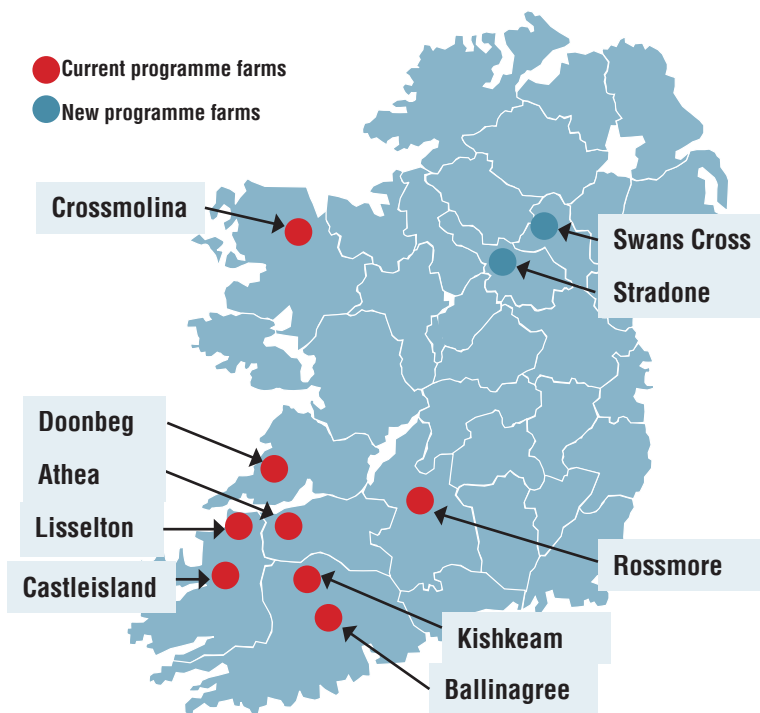 Current programme farms
New programme farms
Crossmolina
Swans Cross
Stradone
Doonbeg
Athea
Lisselton
Castleisland
Rossmore
Kishkeam
Ballinagree